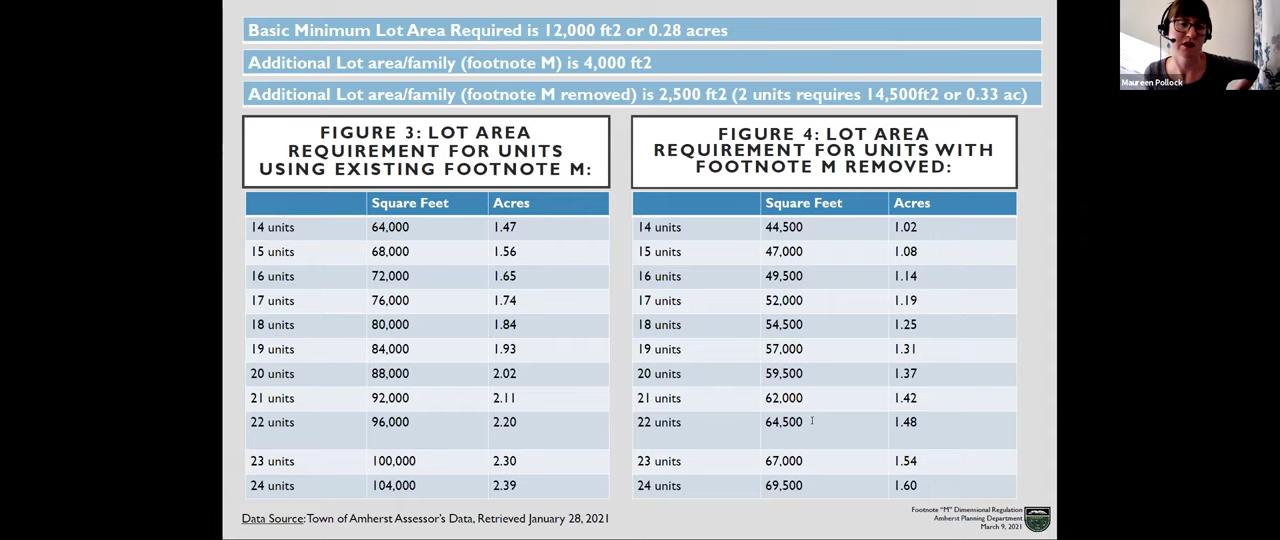 Basic Minimum Lot Area Required is 12,000 ft2 or 0.28 acres
Additional Lot area/family (footnote M) is 4,000 ft2
Additional Lot area/family (footnote M removed) is 2,500 ft2 (2 units requires 14,500ft2 or 0.33 ac)
FIGURE 3: LOT AREA
REQUIREMENT FOR UNITS
USING EXISTING FOOTNOTE M:
Square Feet Acres
14 units 64,000 1.47
15 units 68,000 1.56
16 units 72,000 1.65
17 units 76,000 1.74
18 units 80,000 1.84
19 units 84,000 1.93
20 units 88,000 2.02
21 units 92,000 2.11
22 units 96,000 2.20
23 units 100,000 2.30
24 units 104,000 2.39
FIGURE 4: LOT AREA
REQUIREMENT FOR UNITS WITH
FOOTNOTE M REMOVED:
Square Feet Acres
14 units 44,500 1.02
15 units 47,000 1.08
16 units 49,500 1.14
17 units 52,000 1.19
18 units 54,500 1.25
19 units 57,000 1.31
20 units 59,500 1.37
21 units 62,000 1.42
22 units 64,500 1.48
23 units 67,000 1.54
24 units 69,500 1.60
Data Source: Town of Amherst Assessor's Data, Retrieved January 28, 2021
Footnote "M" Dimensional Regulation
Amherst Planning Department
March 9, 2021
Maureen Pollock